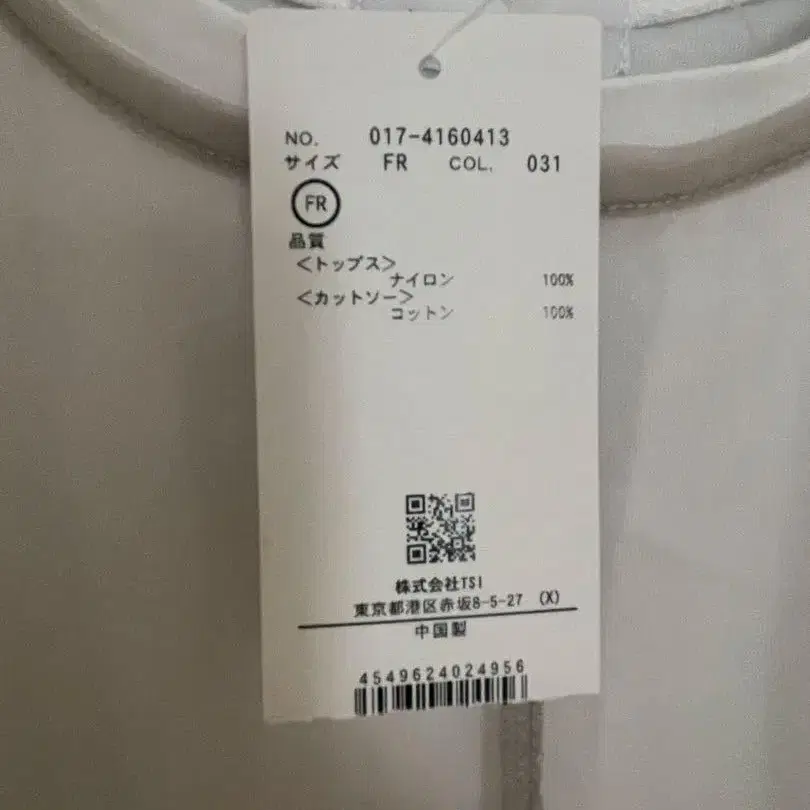 NO. 017-4160413
サイズ FR COL. 031
FR
品質
<トップス>
ナイロン 100%
<カットソー>
コットン 100%
株式会社TSI
東京都港区赤坂8-5-27 (X)
中国製
4549624024956